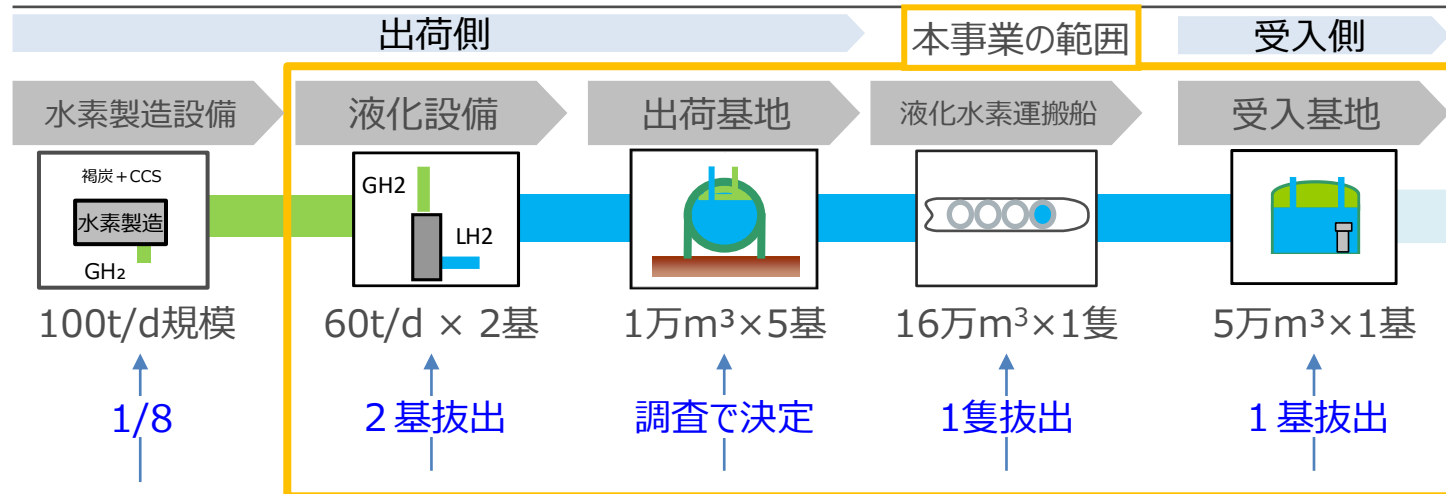 出荷側
本事業の範囲
受入側
水素製造設備
液化設備
出荷基地
液化水素運搬船
受入基地
褐炭+CCS
水素製造
GH2
GH2
LH2
100t/d規模
60t/d × 2基
1万m³×5基
16万m³×1隻
5万m³×1基
1/8
2基抜出
調査で決定
1隻抜出
1基抜出